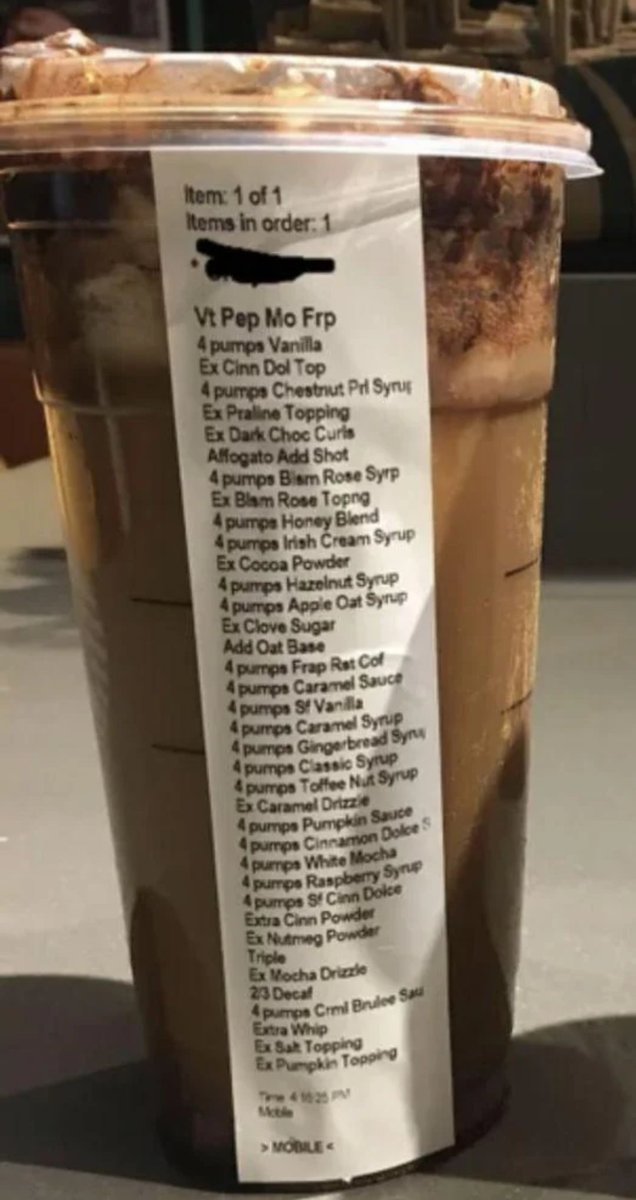 Item: 1 of 1
Items in order: 1
Vt Pep Mo Frp
4 pumps Vanilla
Ex Cinn Dol Top
4 pumps Chestnut Prl Syrup
Ex Praline Topping
Ex Dark Choc Curls
Affogato Add Shot
4 pumps Blsm Rose Syrp
Ex Blsm Rose Topng
4 pumps Honey Blend
4 pumps Irish Cream Syrup
Ex Cocoa Powder
4 pumps Hazelnut Syrup
4 pumps Apple Oat Syrup
Ex Clove Sugar
Add Oat Base
4 pumps Frap Rst Cof
4 pumps Caramel Sauce
4 pumps Sf Vanilla
4 pumps Caramel Syrup
4 pumps Gingerbread Syru
4 pumps Classic Syrup
4 pumps Toffee Nut Syrup
Ex Caramel Drizzle
4 pumps Pumpkin Sauce
4 pumps Cinnamon Dolce S
4 pumps White Mocha
4 pumps Raspberry Syrup
4 pumps Sf Cinn Dolce
Extra Cinn Powder
Ex Nutmeg Powder
Triple
Ex Mocha Drizzle
2/3 Decaf
4 pumps Crml Brulee Sau
Extra Whip
Ex Salt Topping
Ex Pumpkin Topping
Time PM
Mobile
> MOBILE <